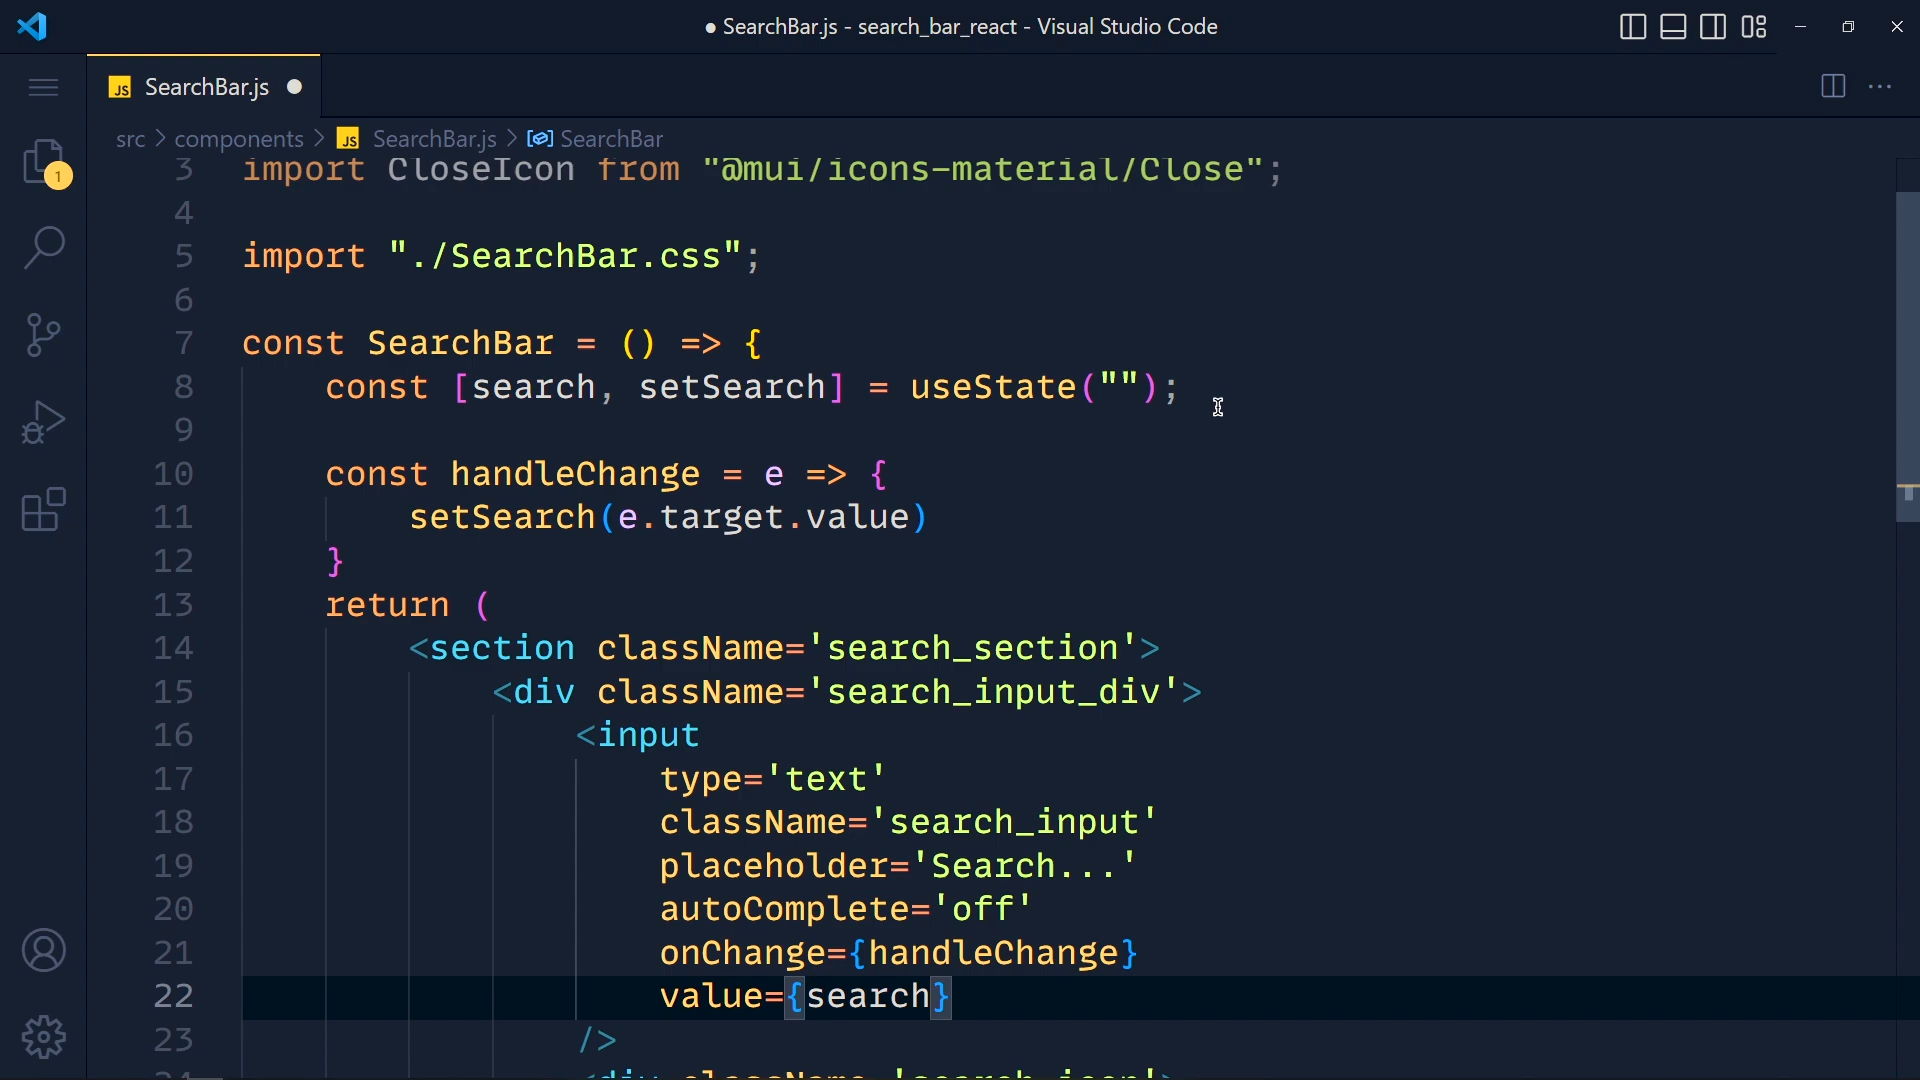 SearchBar.js - search_bar_react - Visual Studio Code
JS SearchBar.js
src > components > JS SearchBar.js > SearchBar
1
3 import CloseIcon from "@mui/icons-material/Close";
4
5 import "./SearchBar.css";
6
7 const SearchBar = () => {
8 const [search, setSearch] = useState("");
9
10 const handleChange = e => {
11 setSearch(e.target.value)
12 }
13 return (
14 <section className='search_section'>
15 <div className='search_input_div'>
16 <input
17 type='text'
18 className='search_input'
19 placeholder='Search...'
20 autoComplete='off'
21 onChange={handleChange}
22 value={search}
23 />